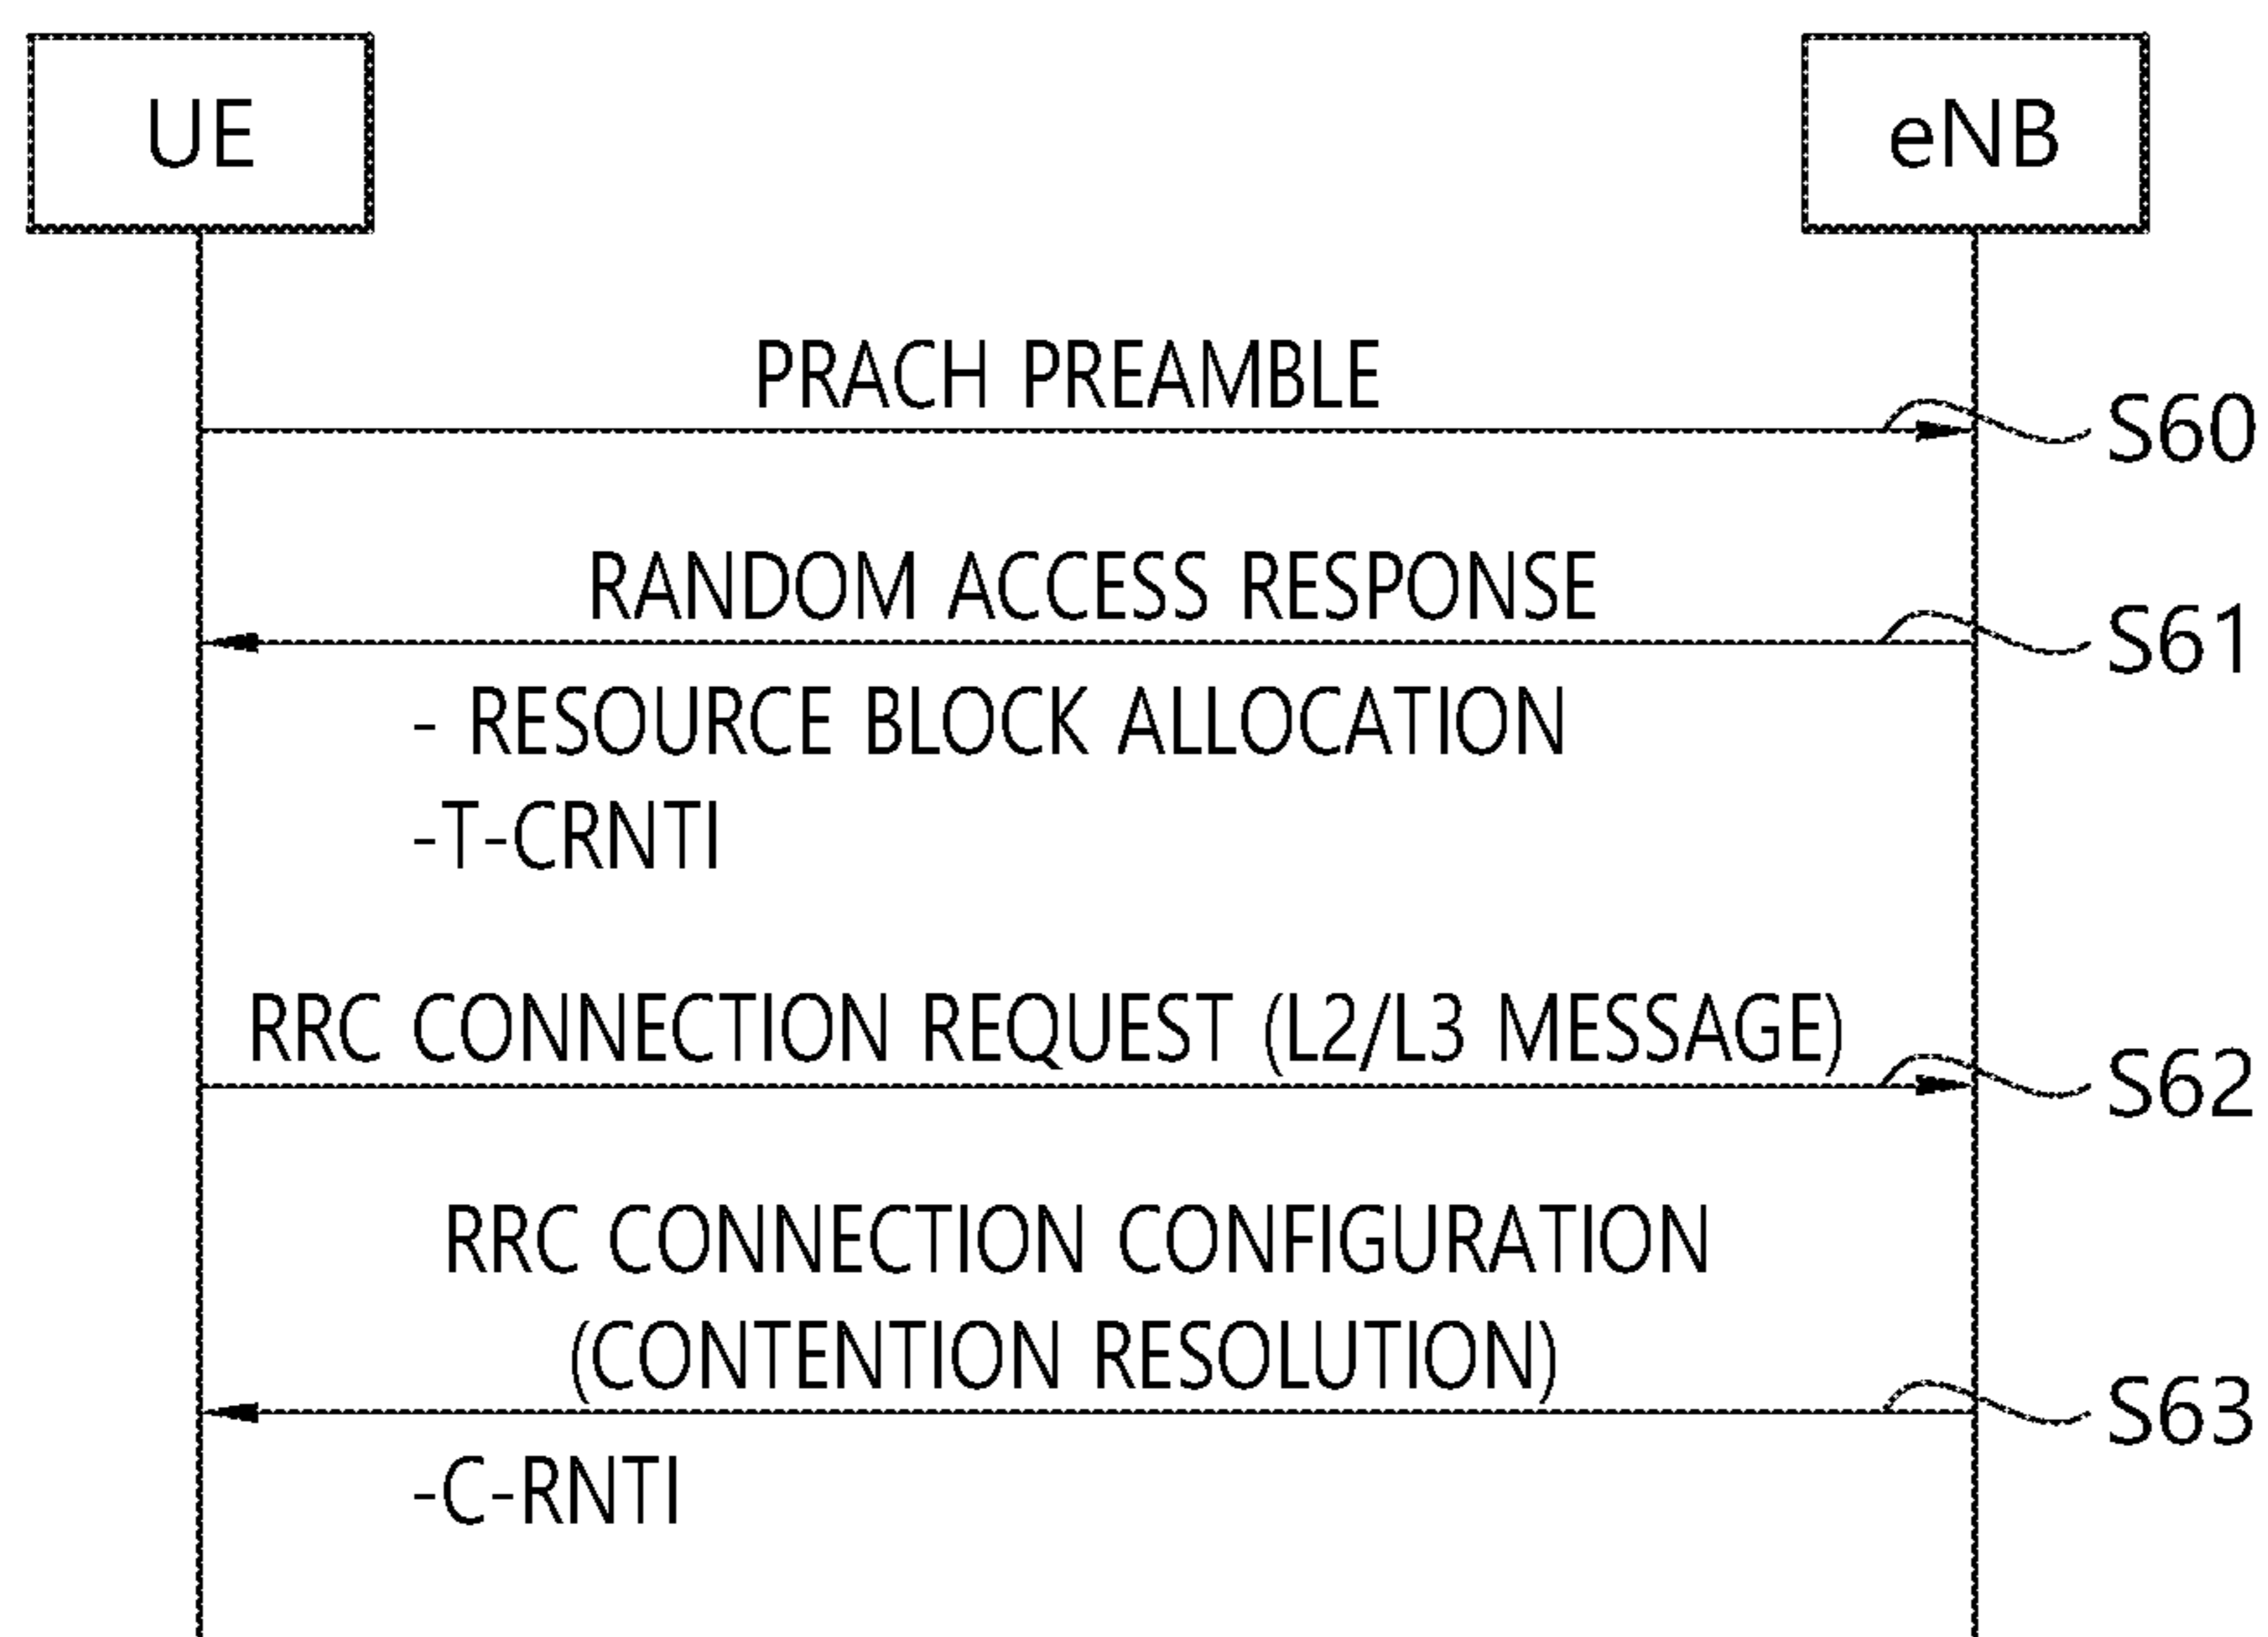 UE
eNB
PRACH PREAMBLE
S60
RANDOM ACCESS RESPONSE
S61
- RESOURCE BLOCK ALLOCATION
-T-CRNTI
RRC CONNECTION REQUEST (L2/L3 MESSAGE)
S62
RRC CONNECTION CONFIGURATION
(CONTENTION RESOLUTION)
S63
-C-RNTI